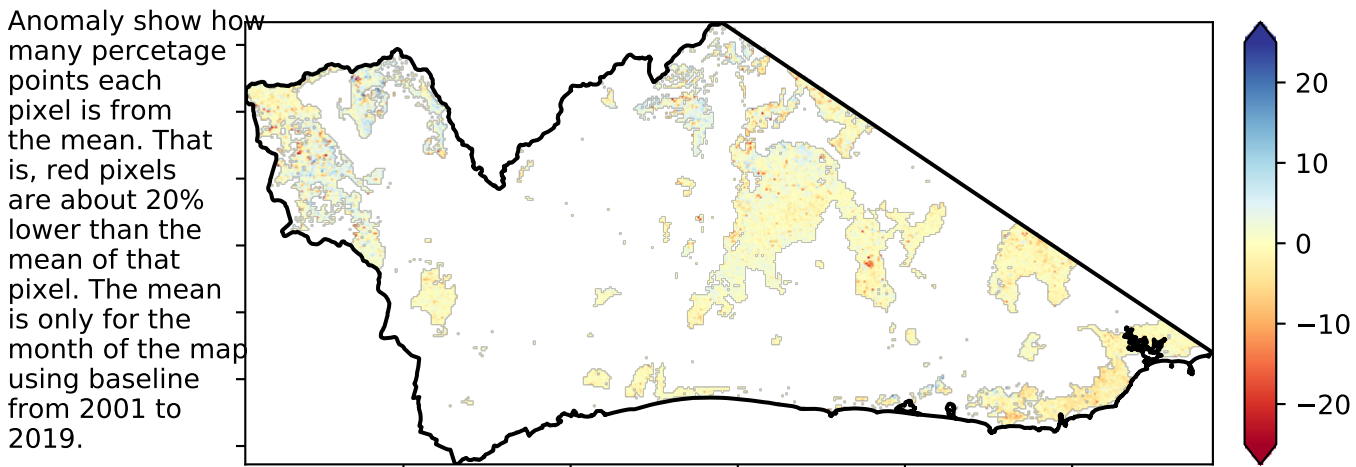 Anomaly show how
many percetage
points each
pixel is from
the mean. That
is, red pixels
are about 20%
lower than the
mean of that
pixel. The mean
is only for the
month of the map
using baseline
from 2001 to
2019.
20
10
0
−10
−20